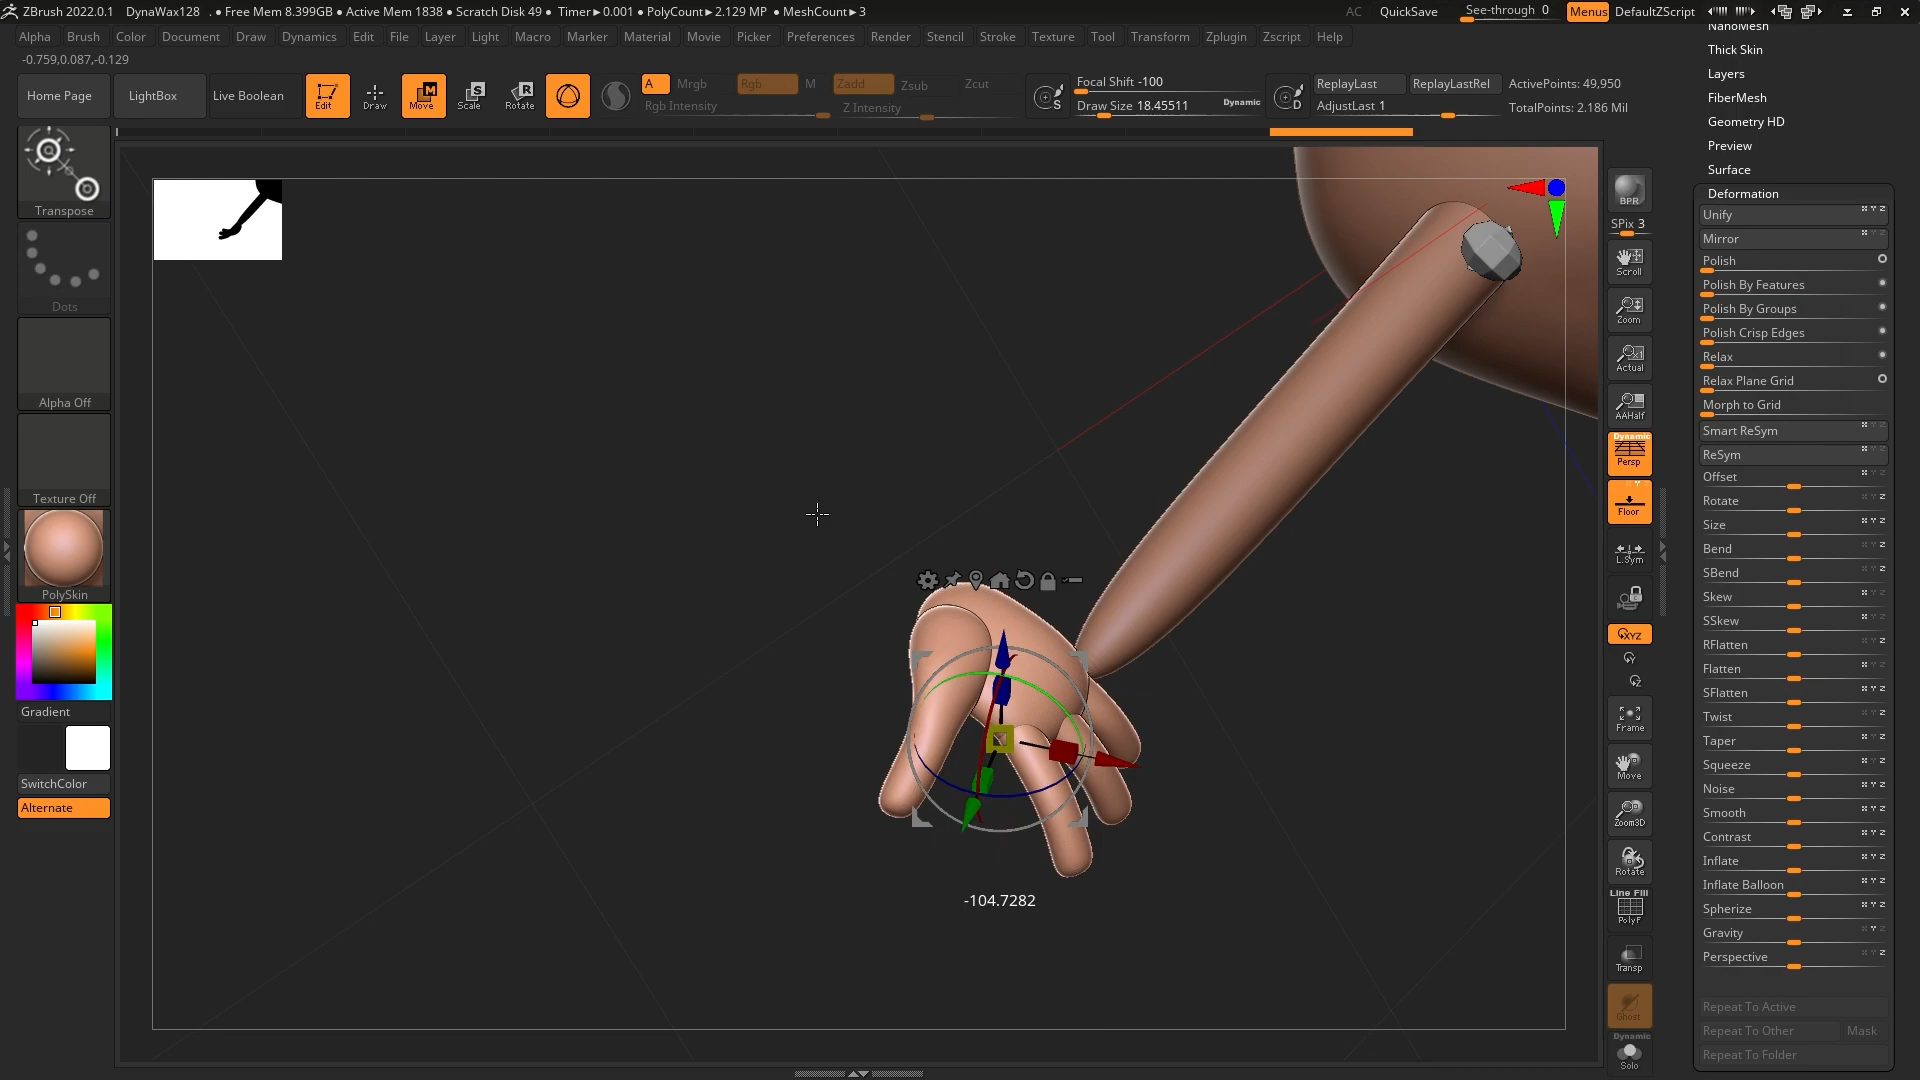 ZBrush 2022.0.1 DynaWax128 . ● Free Mem 8.399GB ● Active Mem 1838 ● Scratch Disk 49 ● Timer►0.001 ● PolyCount►2.129 MP ● MeshCount►3
AC QuickSave See-through 0 Menus DefaultZScript
Alpha Brush Color Document Draw Dynamics Edit File Layer Light Macro Marker Material Movie Picker Preferences Render Stencil Stroke Texture Tool Transform Zplugin Zscript Help
-0.759,0.087,-0.129
Home Page LightBox Live Boolean Edit Draw Move Scale Rotate
A Mrgb Rgb M Zadd Zsub Zcut
Rgb Intensity Z Intensity
Focal Shift -100
Draw Size 18.45511 Dynamic
ReplayLast ReplayLastRel ActivePoints: 49,950
AdjustLast 1 TotalPoints: 2.186 Mil
Transpose
Dots
Alpha Off
Texture Off
PolySkin
Gradient
SwitchColor
Alternate
-104.7282
BPR
SPix 3
Scroll
Zoom
Actual
AAHalf
Dynamic
Persp
Floor
L.Sym
XYZ
Y
Z
Frame
Move
Zoom3D
Rotate
Line Fill
PolyF
Transp
Ghost
Dynamic
Solo
NanoMesh
Thick Skin
Layers
FiberMesh
Geometry HD
Preview
Surface
Deformation
Unify
Mirror
Polish
Polish By Features
Polish By Groups
Polish Crisp Edges
Relax
Relax Plane Grid
Morph to Grid
Smart ReSym
ReSym
Offset
Rotate
Size
Bend
SBend
Skew
SSkew
RFlatten
Flatten
SFlatten
Twist
Taper
Squeeze
Noise
Smooth
Contrast
Inflate
Inflate Balloon
Spherize
Gravity
Perspective
Repeat To Active
Repeat To Other Mask
Repeat To Folder